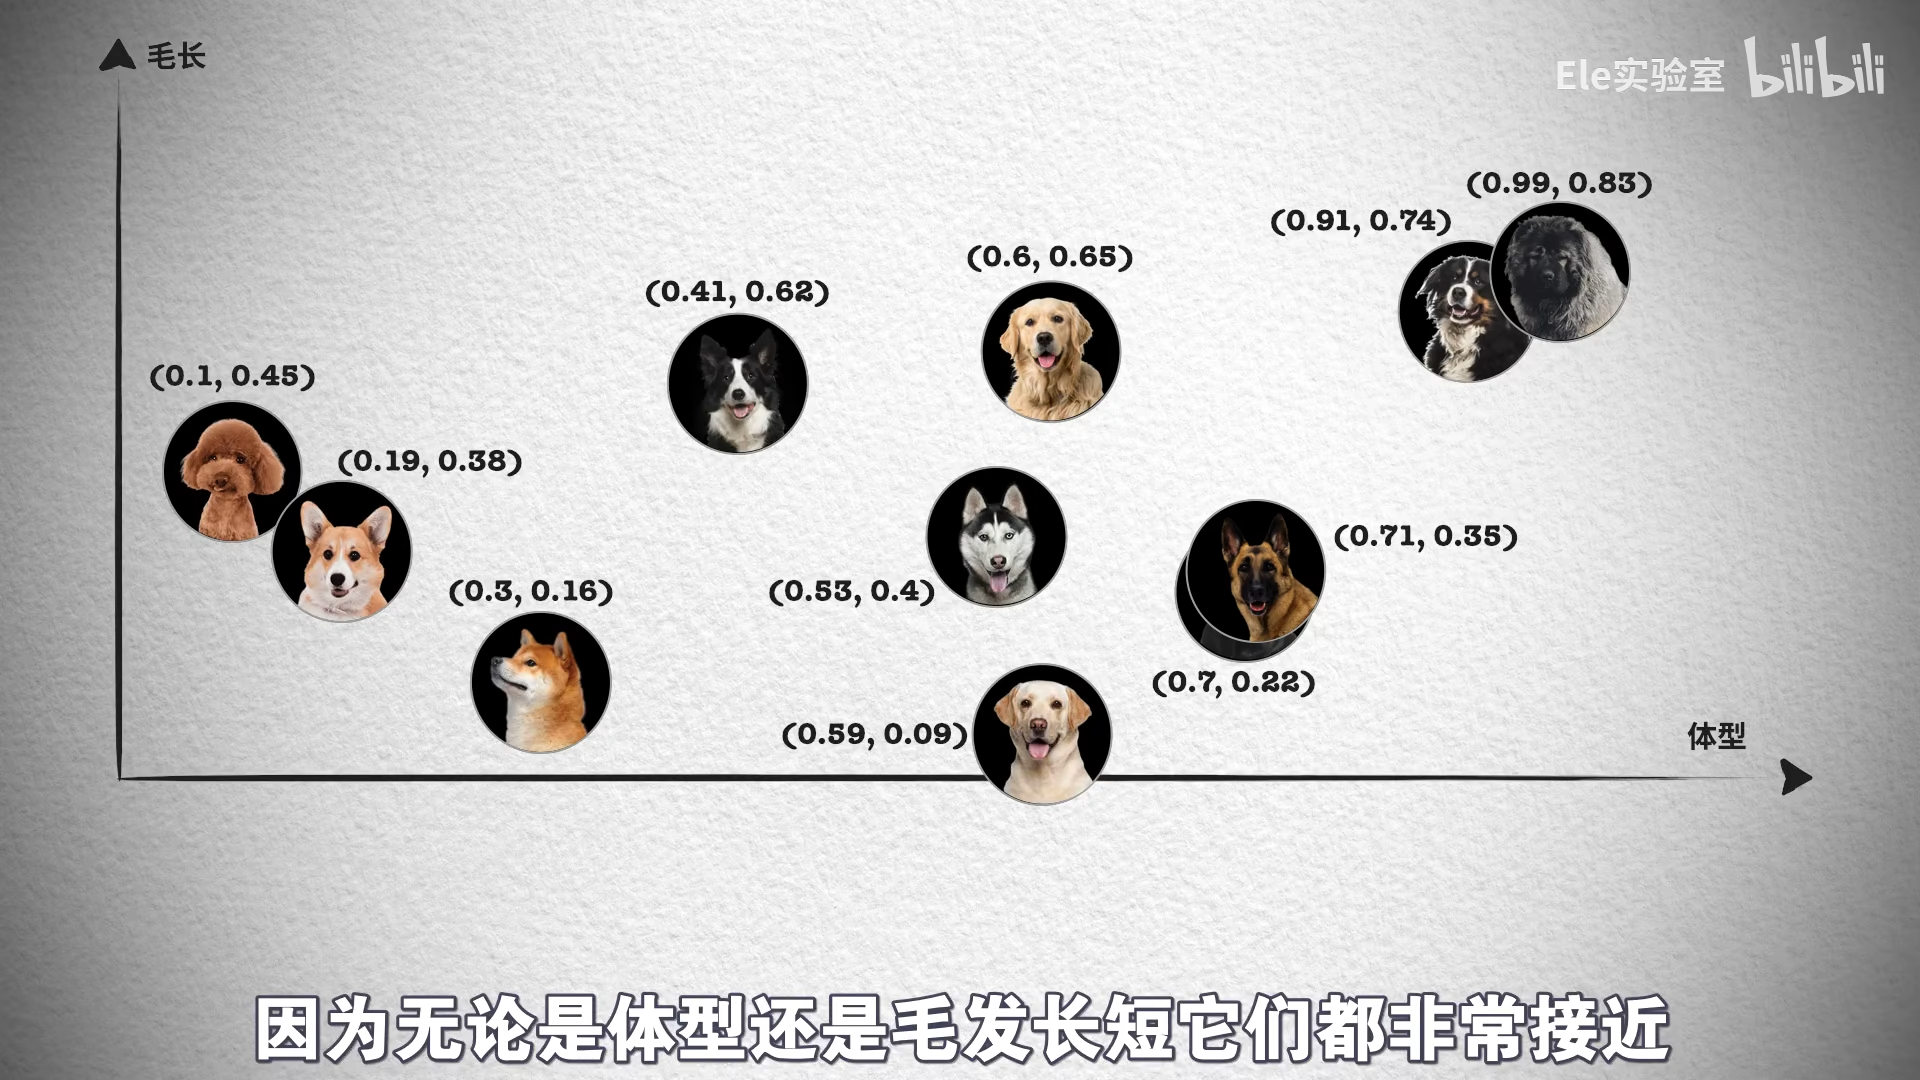 毛长
Ele实验室 bilibili
(0.99, 0.83)
(0.91, 0.74)
(0.6, 0.65)
(0.41, 0.62)
(0.1, 0.45)
(0.19, 0.38)
(0.71, 0.35)
(0.3, 0.16)
(0.53, 0.4)
(0.7, 0.22)
(0.59, 0.09)
体型
因为无论是体型还是毛发长短它们都非常接近